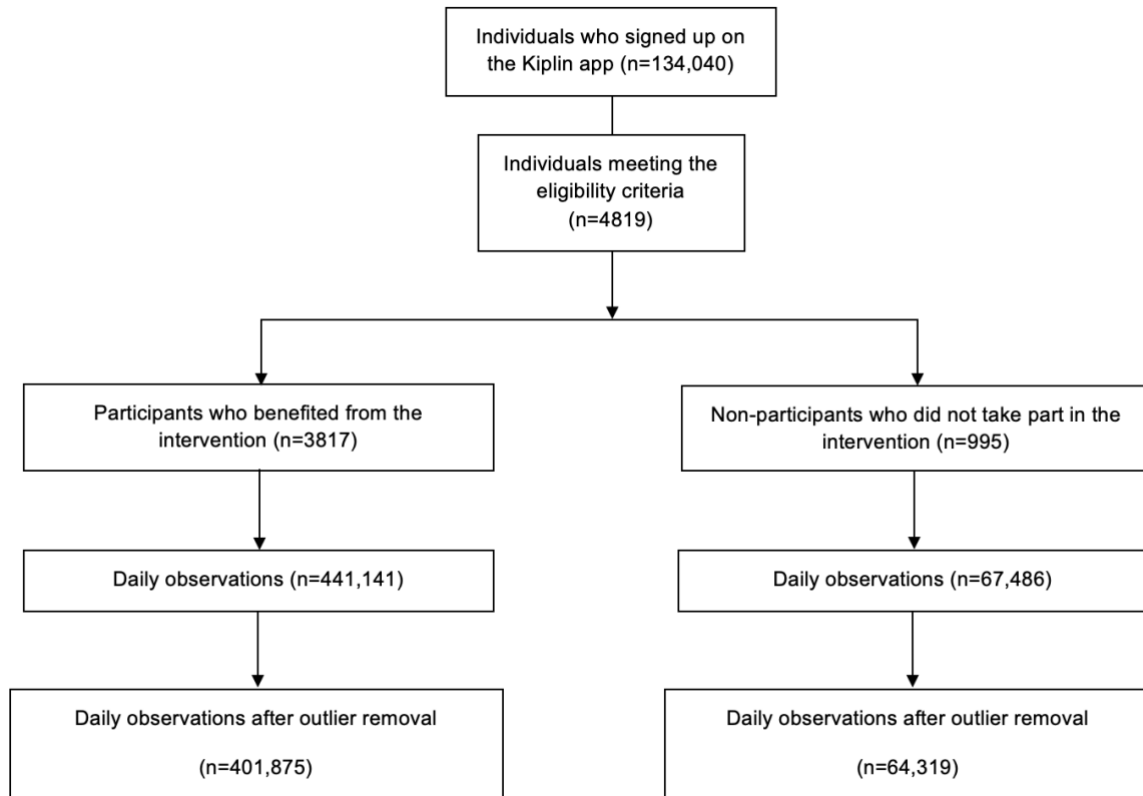 Individuals who signed up on
the Kiplin app (n=134,040)
Individuals meeting the
eligibility criteria
(n=4819)
Participants who benefited from the
intervention (n=3817)
Non-participants who did not take part in the
intervention (n=995)
Daily observations (n=441,141)
Daily observations (n=67,486)
Daily observations after outlier removal
(n=401,875)
Daily observations after outlier removal
(n=64,319)